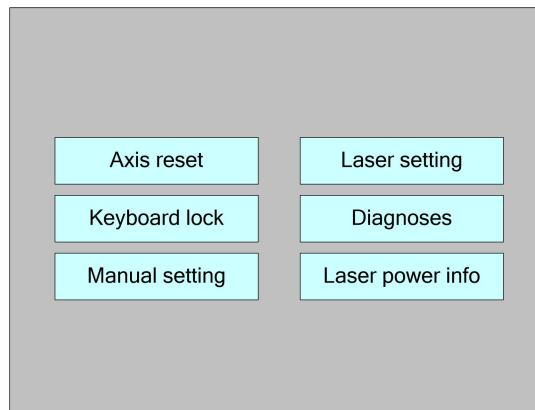 Axis reset
Laser setting
Keyboard lock
Diagnoses
Manual setting
Laser power info